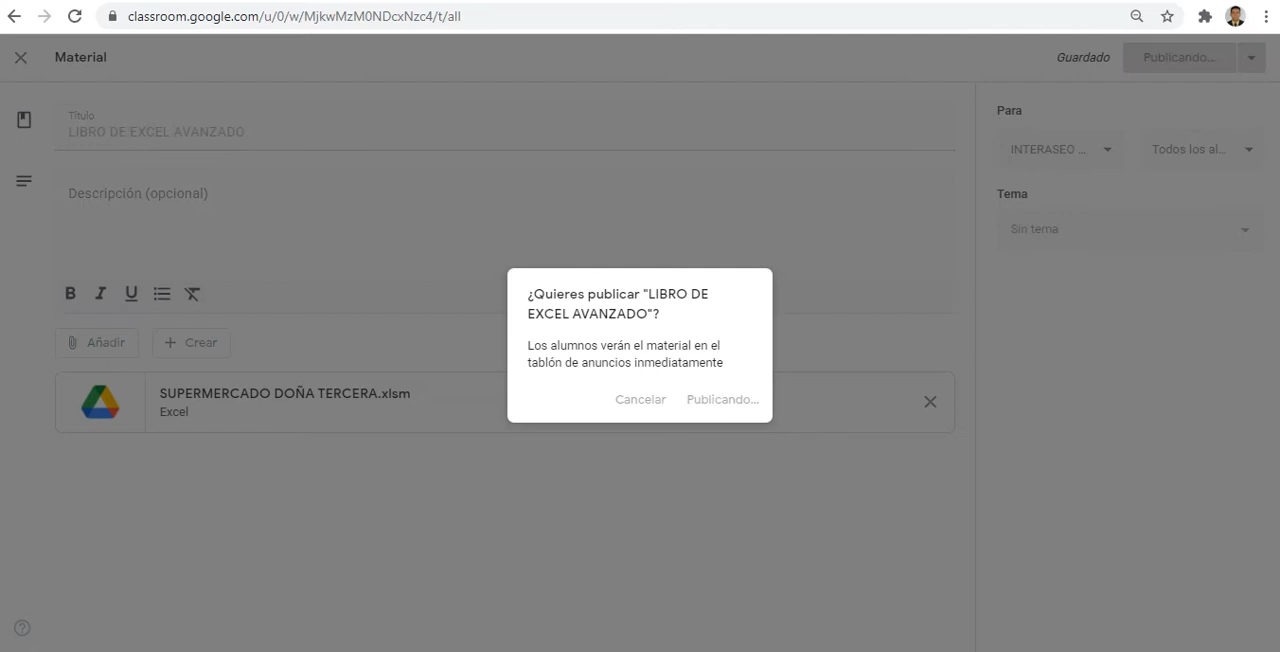 classroom.google.com/u/0/w/MjkwMzM0NDcxNzc4/t/all
Material
Guardado
Publicando...
Título
LIBRO DE EXCEL AVANZADO
Descripción (opcional)
B I U
Añadir
Crear
SUPERMERCADO DOÑA TERCERA.xlsm
Excel
Para
INTERASEO ...
Todos los al...
Tema
Sin tema
¿Quieres publicar "LIBRO DE
EXCEL AVANZADO"?
Los alumnos verán el material en el
tablón de anuncios inmediatamente
Cancelar
Publicando...